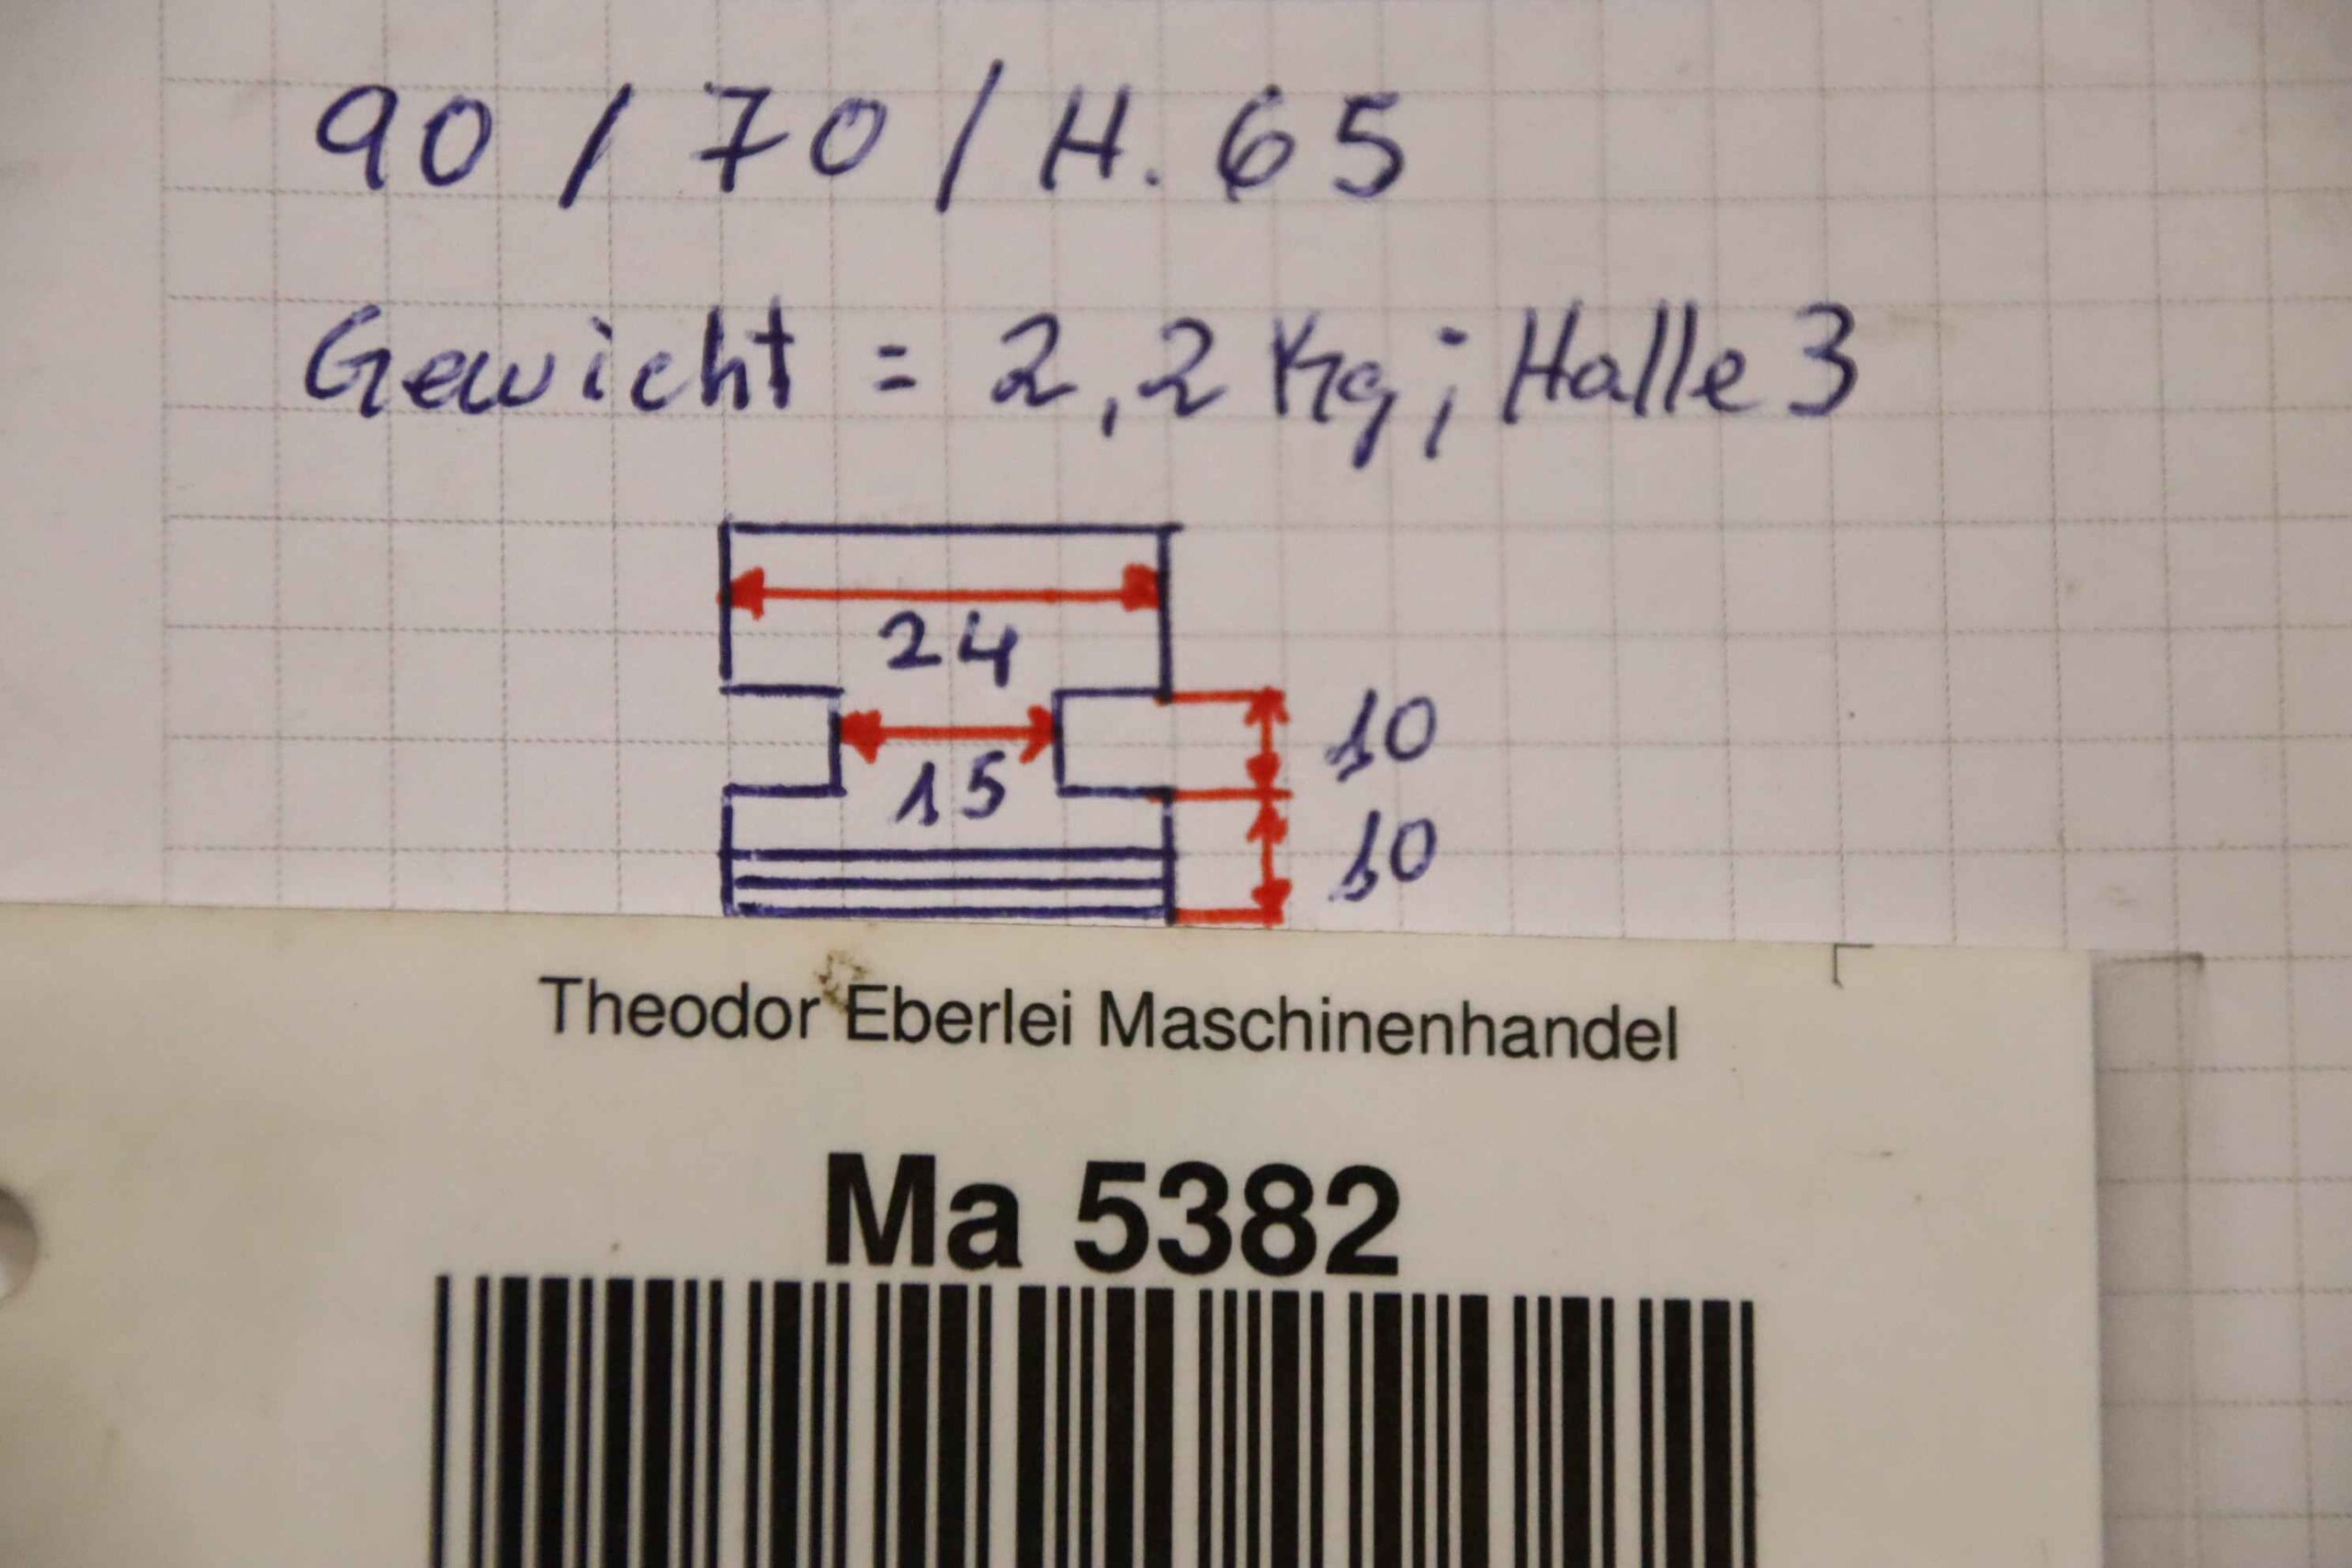 90 / 70 / H. 65
Gewicht = 2,2 Kg; Halle 3
24
15
10
10
Theodor Eberlei Maschinenhandel
Ma 5382